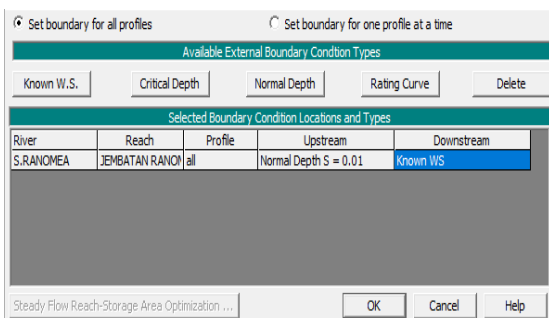 Set boundary for all profiles Set boundary for one profile at a time
Available External Boundary Condtion Types
Known W.S. Critical Depth Normal Depth Rating Curve Delete
Selected Boundary Condition Locations and Types
River Reach Profile Upstream Downstream
S.RANOMEA JEMBATAN RANOM all Normal Depth S = 0.01 Known WS
Steady Flow Reach-Storage Area Optimization ... OK Cancel Help